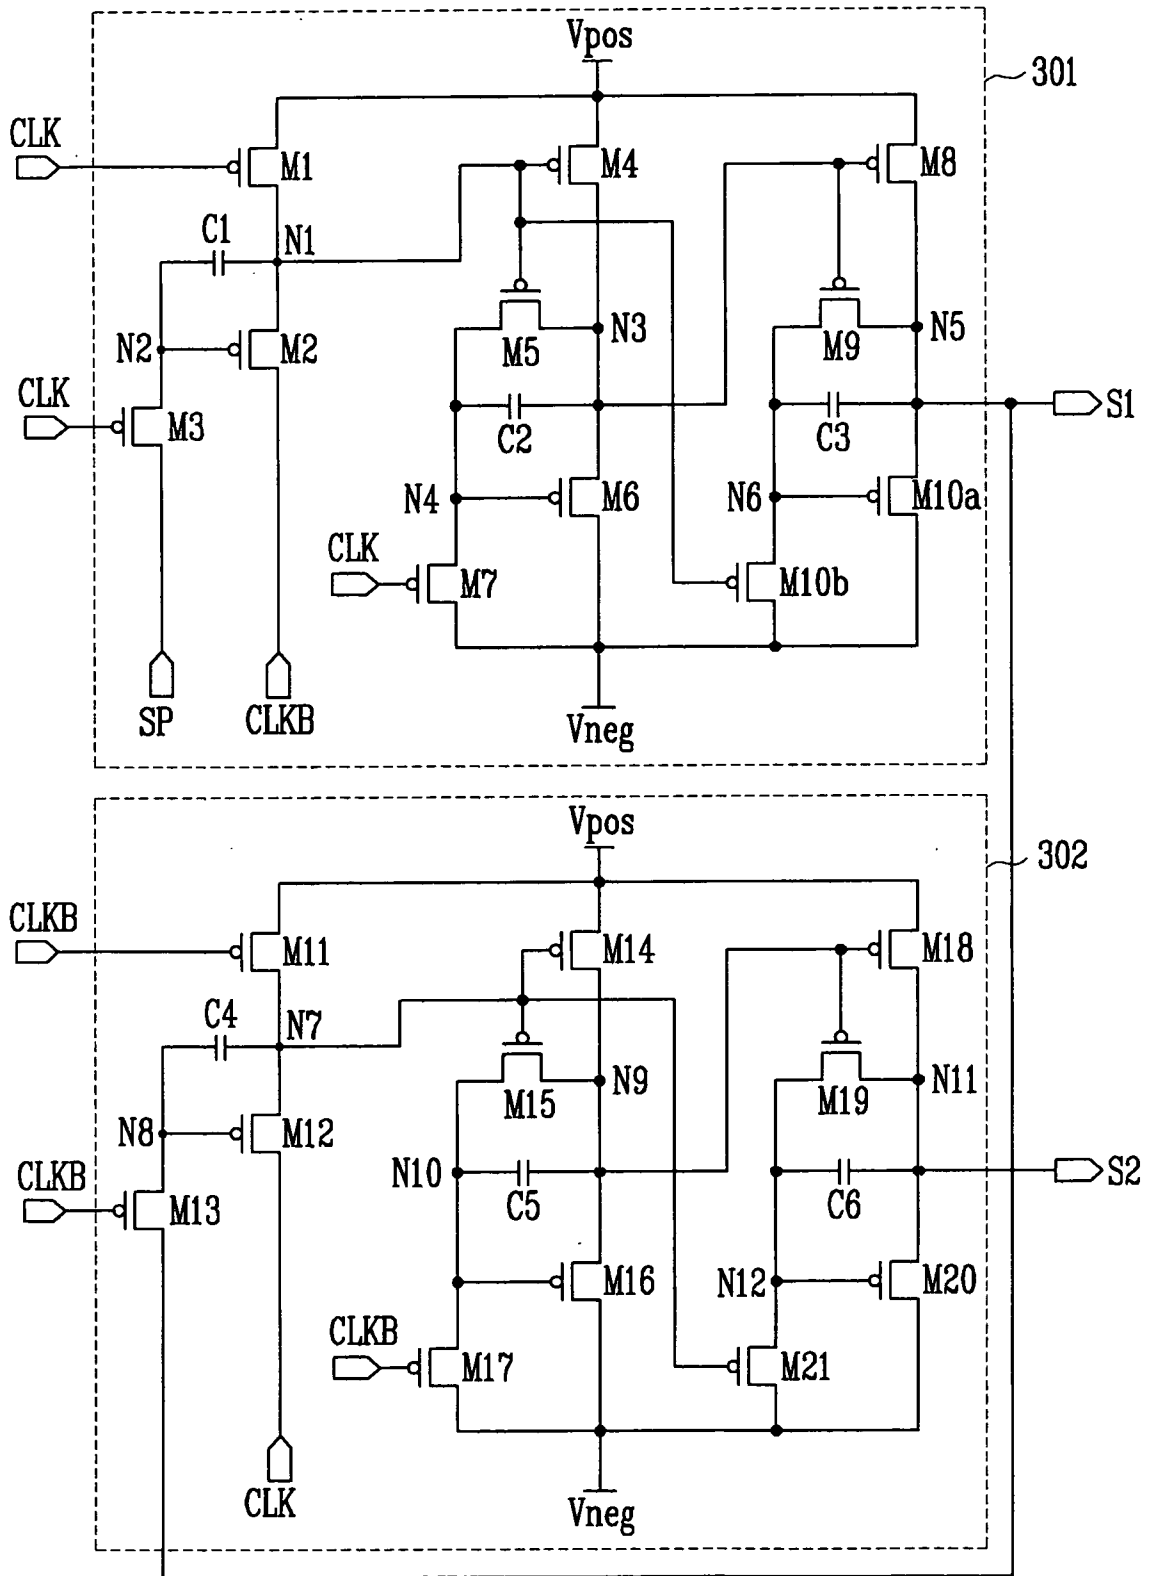 Vpos
301
CLK
M1
M4
M8
C1
N1
N2
M2
M5
N3
M9
N5
CLK
M3
C2
C3
S1
N4
M6
N6
M10a
CLK
M7
M10b
SP
CLKB
Vneg
Vpos
302
CLKB
M11
M14
M18
C4
N7
N8
M12
M15
N9
M19
N11
CLKB
M13
N10
C5
C6
S2
M16
N12
M20
CLKB
M17
M21
CLK
Vneg